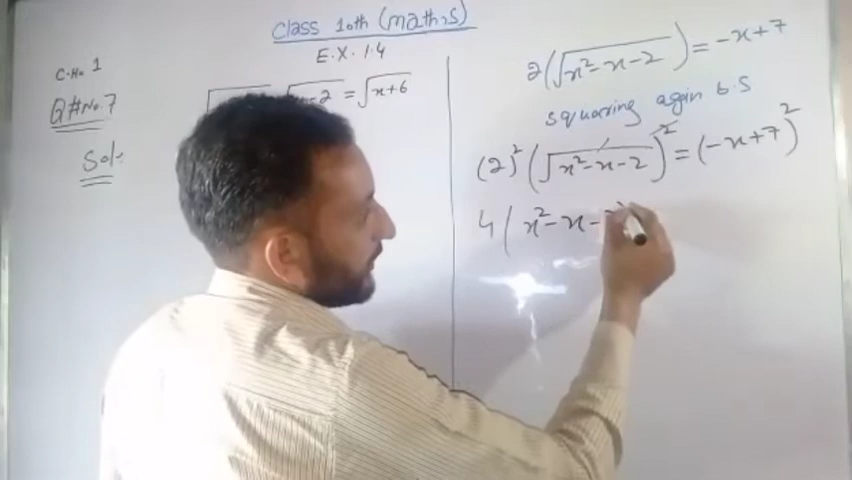 Class 10th (maths)
E.X. 1.4
C.No 1
Q#No.7
-2 = √x+6
Sol:
2(√x²-x-2) = -x+7
squaring again b.s
(2)²(√x²-x-2)² = (-x+7)²
4(x²-x-